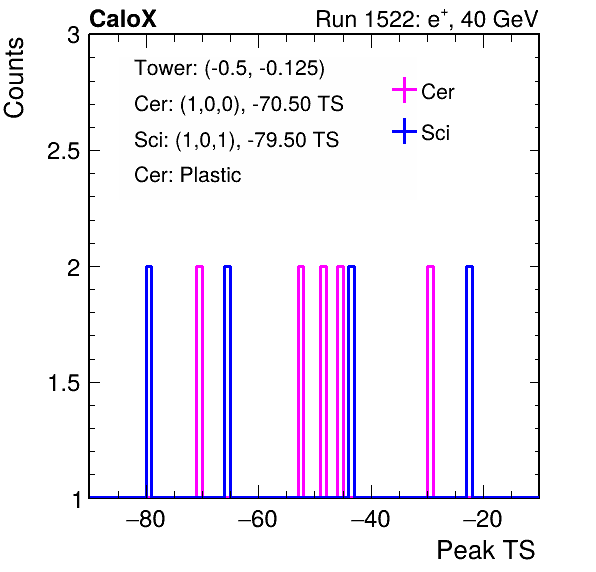 CaloX Run 1522: e+, 40 GeV
Counts
3
2.5
2
1.5
1
Tower: (-0.5, -0.125)
Cer: (1,0,0), -70.50 TS
Sci: (1,0,1), -79.50 TS
Cer: Plastic
Cer
Sci
−80 −60 −40 −20
Peak TS